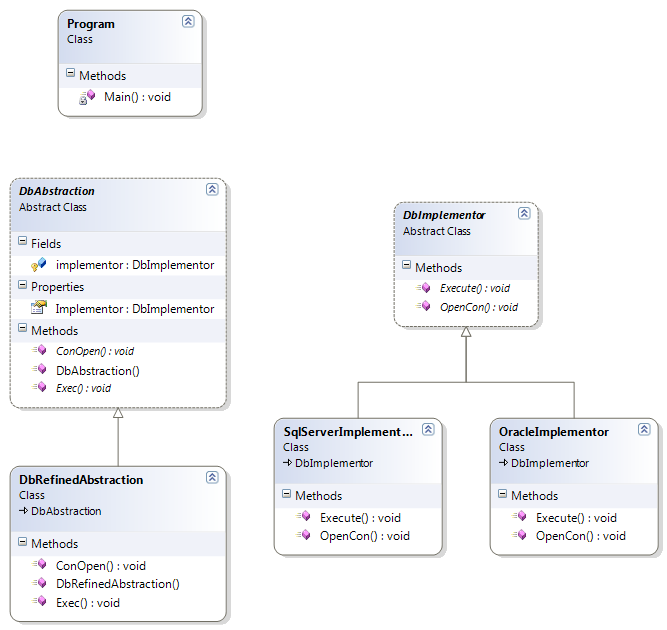 Program
Class
Methods
Main() : void
DbAbstraction
Abstract Class
Fields
implementor : DbImplementor
Properties
Implementor : DbImplementor
Methods
ConOpen() : void
DbAbstraction()
Exec() : void
DbImplementor
Abstract Class
Methods
Execute() : void
OpenCon() : void
DbRefinedAbstraction
Class
DbAbstraction
Methods
ConOpen() : void
DbRefinedAbstraction()
Exec() : void
SqlServerImplement...
Class
DbImplementor
Methods
Execute() : void
OpenCon() : void
OracleImplementor
Class
DbImplementor
Methods
Execute() : void
OpenCon() : void